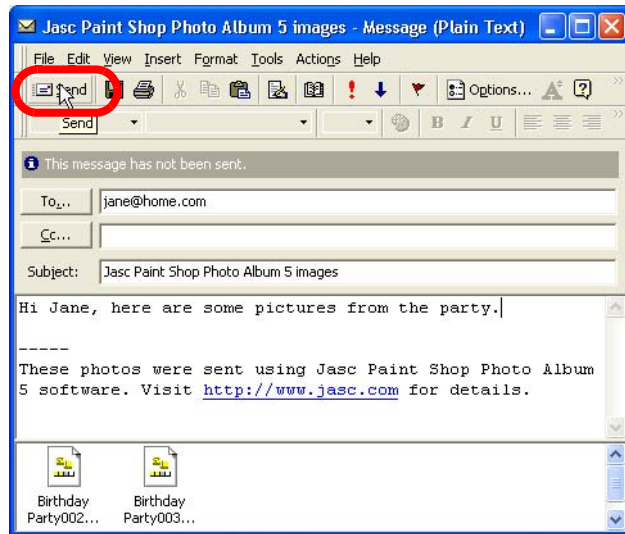 Jasc Paint Shop Photo Album 5 images - Message (Plain Text)
File Edit View Insert Format Tools Actions Help
Send Options... A
Send B I U
This message has not been sent.
To... jane@home.com
Cc...
Subject: Jasc Paint Shop Photo Album 5 images
Hi Jane, here are some pictures from the party.
-----
These photos were sent using Jasc Paint Shop Photo Album
5 software. Visit http://www.jasc.com for details.
Birthday Birthday
Party002... Party003...